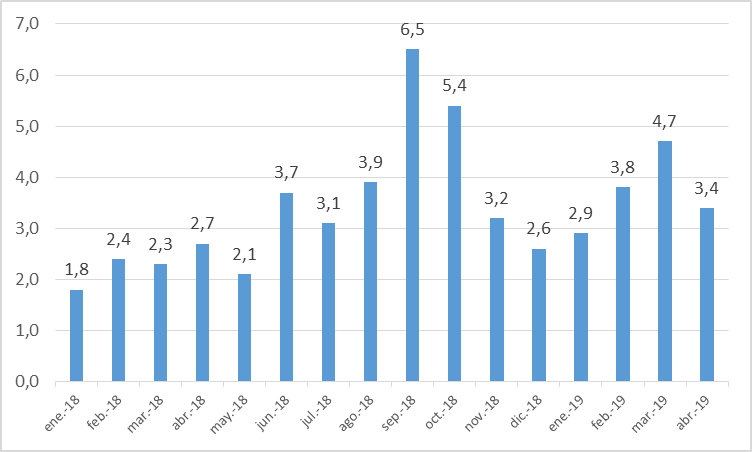 7,0
6,0
5,0
4,0
3,0
2,0
1,0
0,0
1,8
2,4
2,3
2,7
2,1
3,7
3,1
3,9
6,5
5,4
3,2
2,6
2,9
3,8
4,7
3,4
ene.-18
feb.-18
mar.-18
abr.-18
may.-18
jun.-18
jul.-18
ago.-18
sep.-18
oct.-18
nov.-18
dic.-18
ene.-19
feb.-19
mar.-19
abr.-19